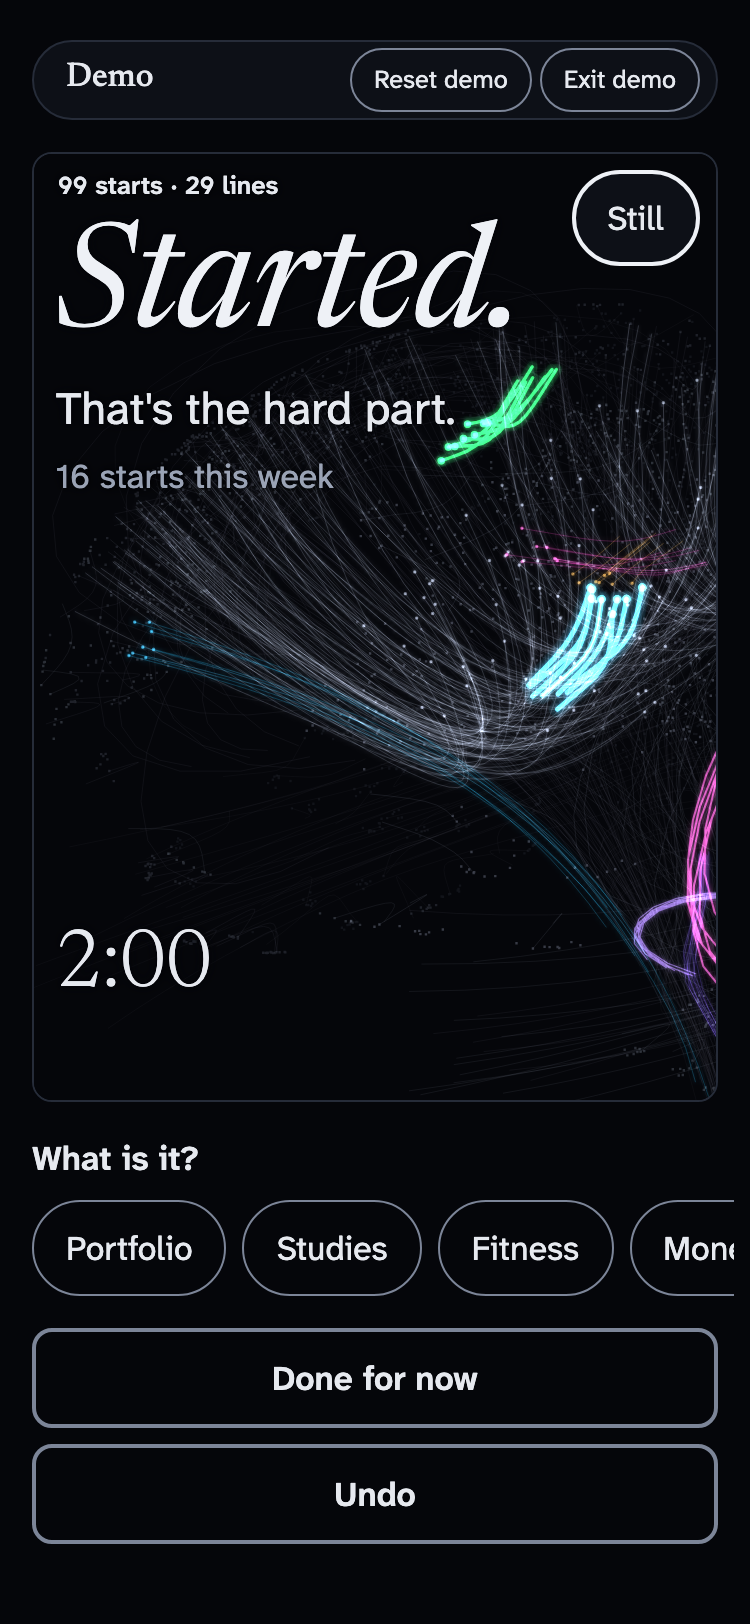 Demo
Reset demo
Exit demo
99 starts · 29 lines
Still
Started.
That's the hard part.
16 starts this week
2:00
What is it?
Portfolio
Studies
Fitness
Done for now
Undo